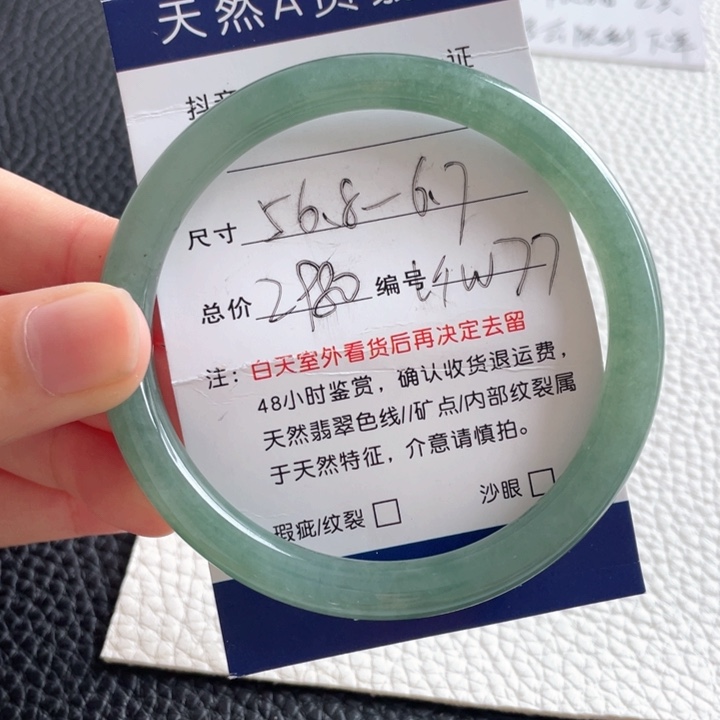 天然A货
抖音 证
尺寸 56.8-6.7
总价 编号
注：白天室外看货后再决定去留
48小时鉴赏，确认收货退运费，
天然翡翠色线//矿点/内部纹裂属
于天然特征，介意请慎拍。
瑕疵/纹裂□ 沙眼□